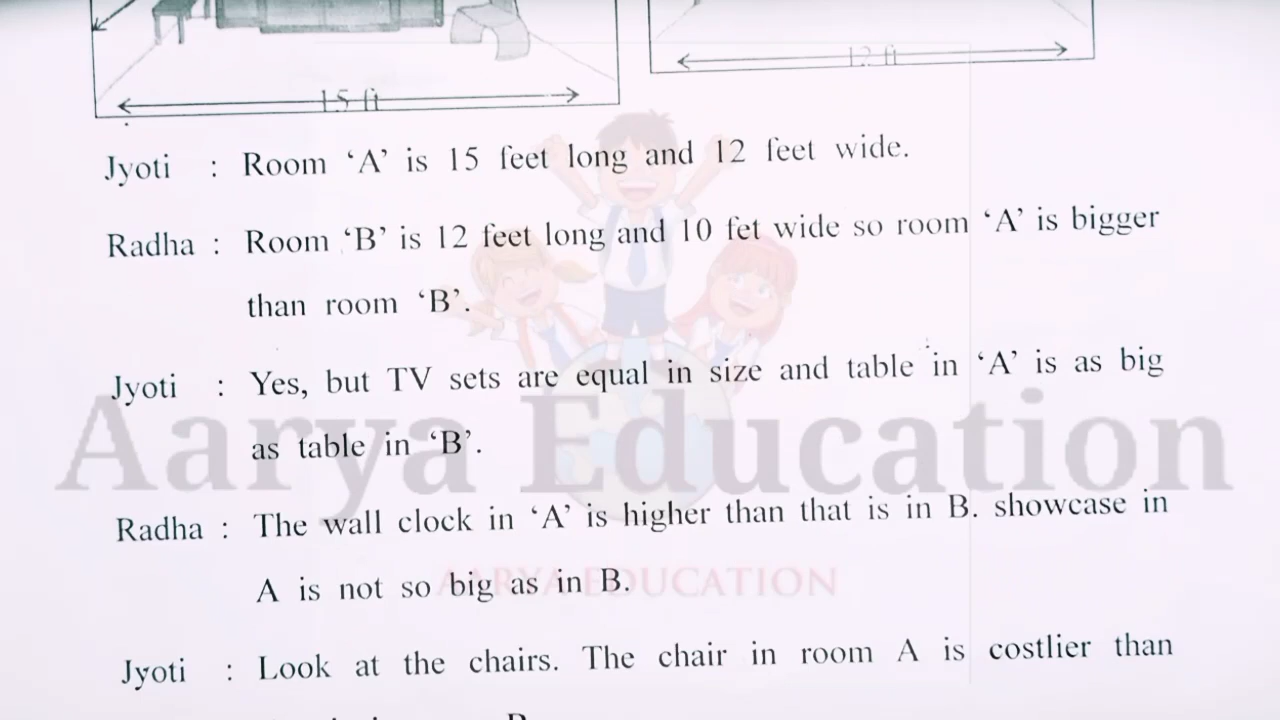 15 ft
12 ft
Jyoti : Room ‘A’ is 15 feet long and 12 feet wide.
Radha : Room ‘B’ is 12 feet long and 10 fet wide so room ‘A’ is bigger
than room ‘B’.
Jyoti : Yes, but TV sets are equal in size and table in ‘A’ is as big
as table in ‘B’.
Aarya Education
Radha : The wall clock in ‘A’ is higher than that is in B. showcase in
A is not so big as in B.
AARYA EDUCATION
Jyoti : Look at the chairs. The chair in room A is costlier than